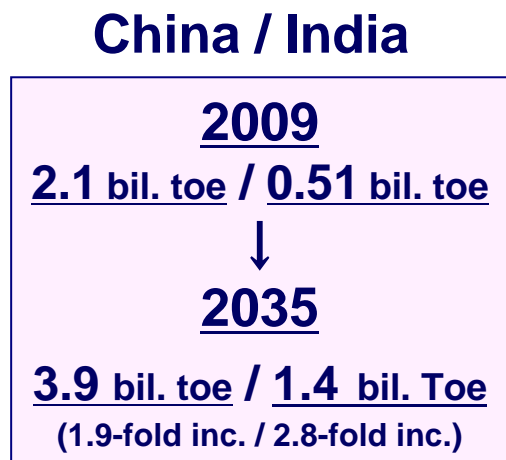 China / India
2009
2.1 bil. toe / 0.51 bil. toe
↓
2035
3.9 bil. toe / 1.4 bil. Toe
(1.9-fold inc. / 2.8-fold inc.)